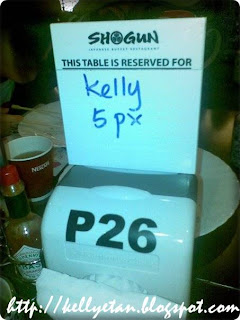 SHOGUN
JAPANESE BUFFET RESTAURANT
THIS TABLE IS RESERVED FOR
Kelly
5 px
P26
http://kellyetan.blogspot.com